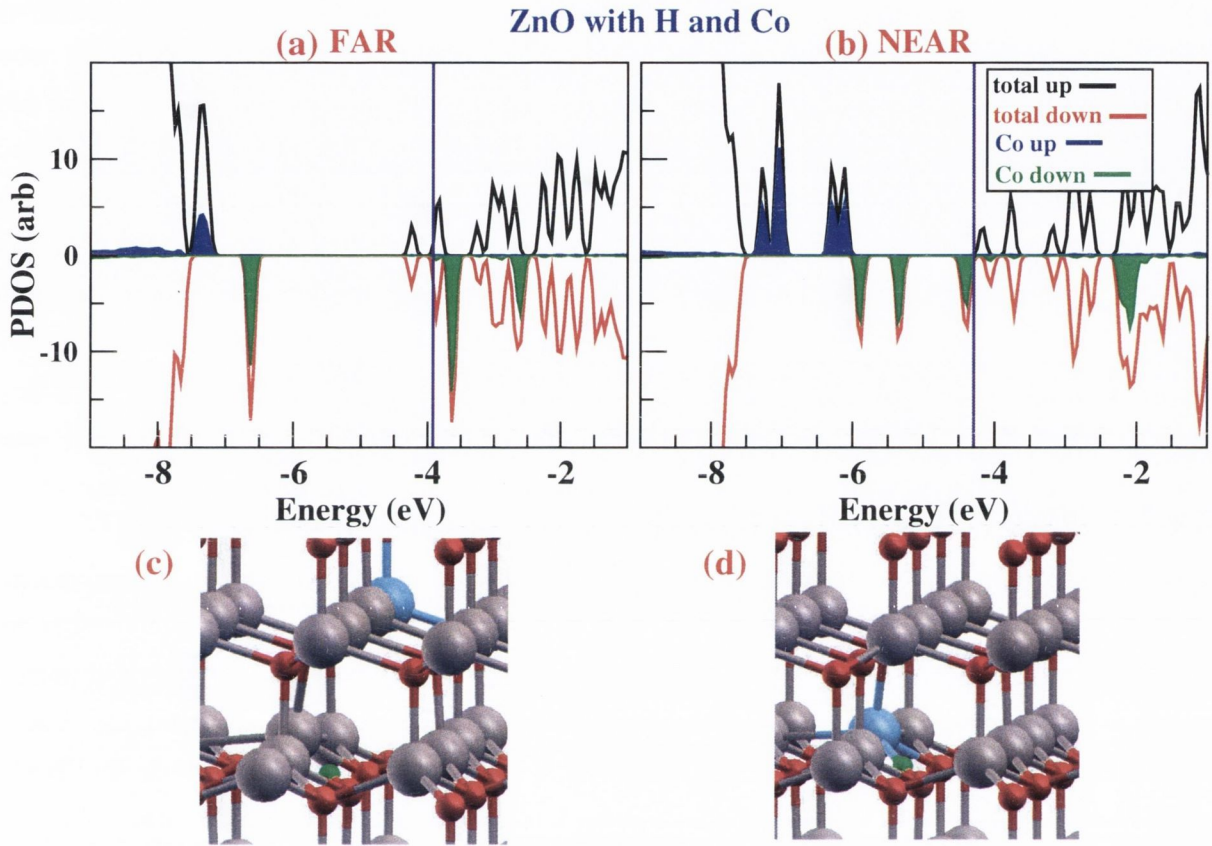 ZnO with H and Co
(a) FAR
(b) NEAR
total up
total down
Co up
Co down
PDOS (arb)
10
0
-10
-8
-6
-4
-2
-8
-6
-4
-2
Energy (eV)
Energy (eV)
(c)
(d)